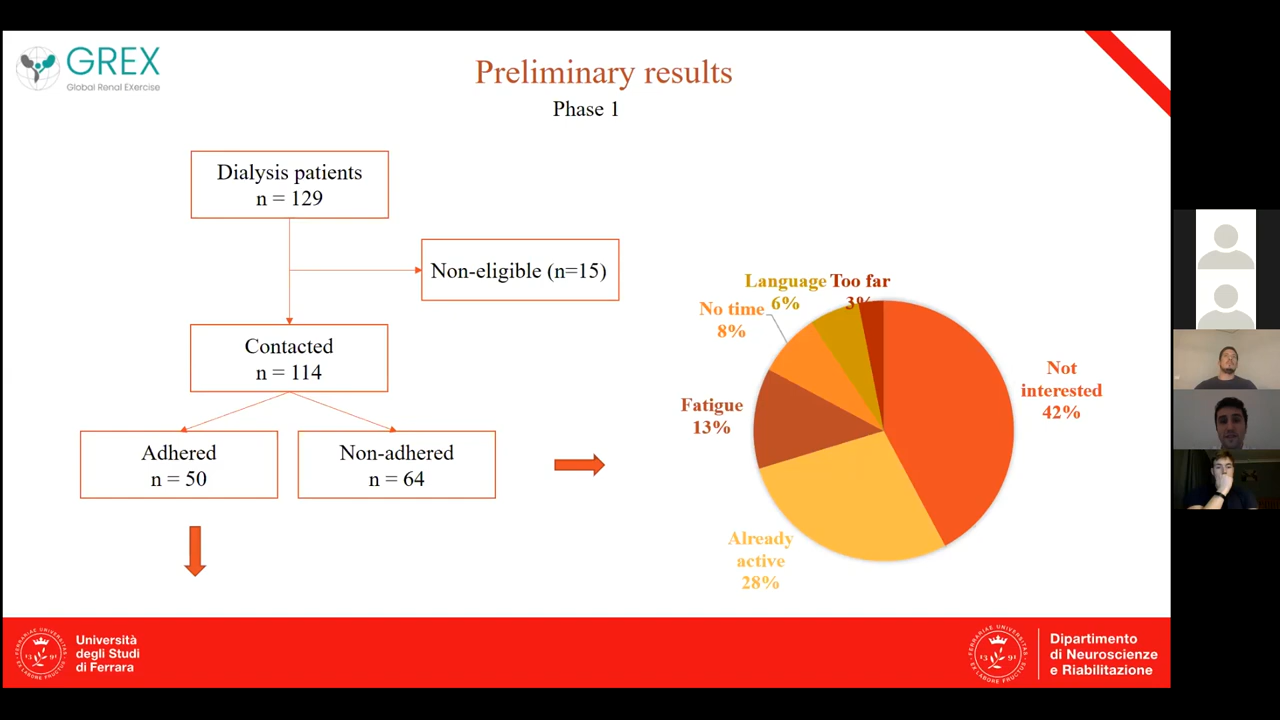 GREX
Global Renal EXercise
Preliminary results
Phase 1
Dialysis patients
n = 129
Non-eligible (n=15)
Contacted
n = 114
Adhered
n = 50
Non-adhered
n = 64
Language
6%
Too far
3%
No time
8%
Not
interested
42%
Fatigue
13%
Already
active
28%
Università
degli Studi
di Ferrara
Dipartimento
di Neuroscienze
e Riabilitazione